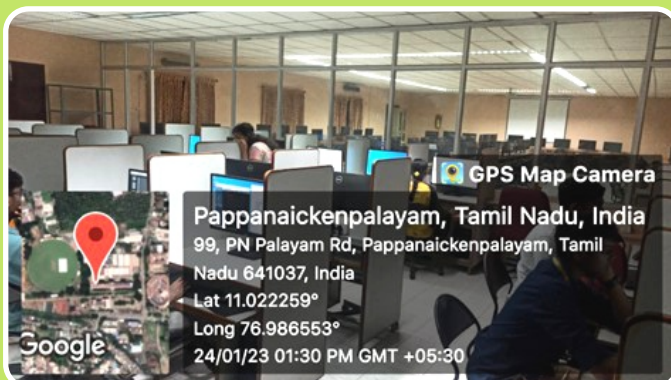 GPS Map Camera
Pappanaickenpalayam, Tamil Nadu, India
99, PN Palayam Rd, Pappanaickenpalayam, Tamil
Nadu 641037, India
Lat 11.022259°
Long 76.986553°
24/01/23 01:30 PM GMT +05:30
Google